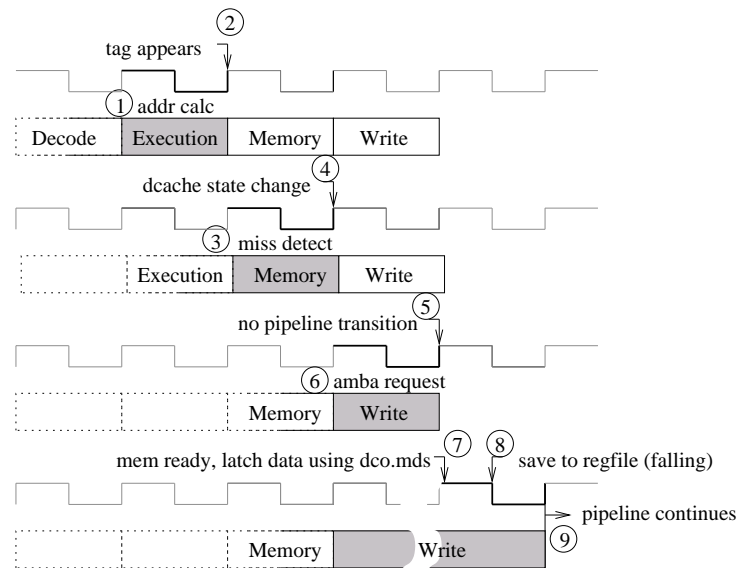 2
tag appears
1 addr calc
Decode Execution Memory Write
4
dcache state change
3 miss detect
Execution Memory Write
5
no pipeline transition
6 amba request
Memory Write
7 8
mem ready, latch data using dco.mds save to regfile (falling)
pipeline continues
Memory Write 9